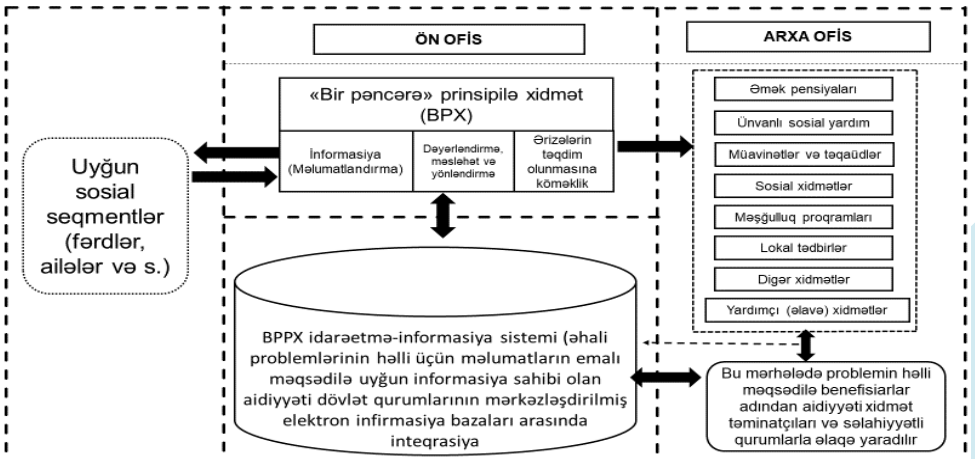 ÖN OFİS
ARXA OFİS
«Bir pəncərə» prinsipilə xidmət
(BPX)
İnformasiya
(Məlumatlandırma)
Dəyərləndirmə,
məsləhət və
yönləndirmə
Ərizələrin
təqdim
olunmasına
köməklik
Uyğun
sosial
seqmentlər
(fərdlər,
ailələr və s.)
Əmək pensiyaları
Ünvanlı sosial yardım
Müavinətlər və təqaüdlər
Sosial xidmətlər
Məşğulluq proqramları
Lokal tədbirlər
Digər xidmətlər
Yardımçı (əlavə) xidmətlər
BPPX idarəetmə-informasiya sistemi (əhali
problemlərinin həlli üçün məlumatların emalı
məqsədilə uyğun informasiya sahibi olan
aidiyyəti dövlət qurumlarının mərkəzləşdirilmiş
elektron infirmasiya bazaları arasında
inteqrasiya
Bu mərhələdə problemin həlli
məqsədilə benefisiarlar
adından aidiyyəti xidmət
təminatçıları və səlahiyyətli
qurumlarla əlaqə yaradılır